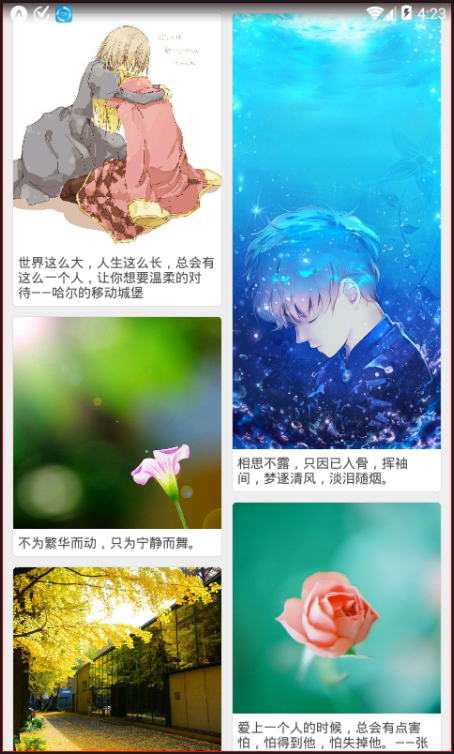 4:23
世界这么大，人生这么长，总会有
这么一个人，让你想要温柔的对
待——哈尔的移动城堡
相思不露，只因已入骨，挥袖
间，梦逐清风，淡泪随烟。
不为繁华而动，只为宁静而舞。
爱上一个人的时候，总会有点害
怕，怕得到他，怕失掉他。——张